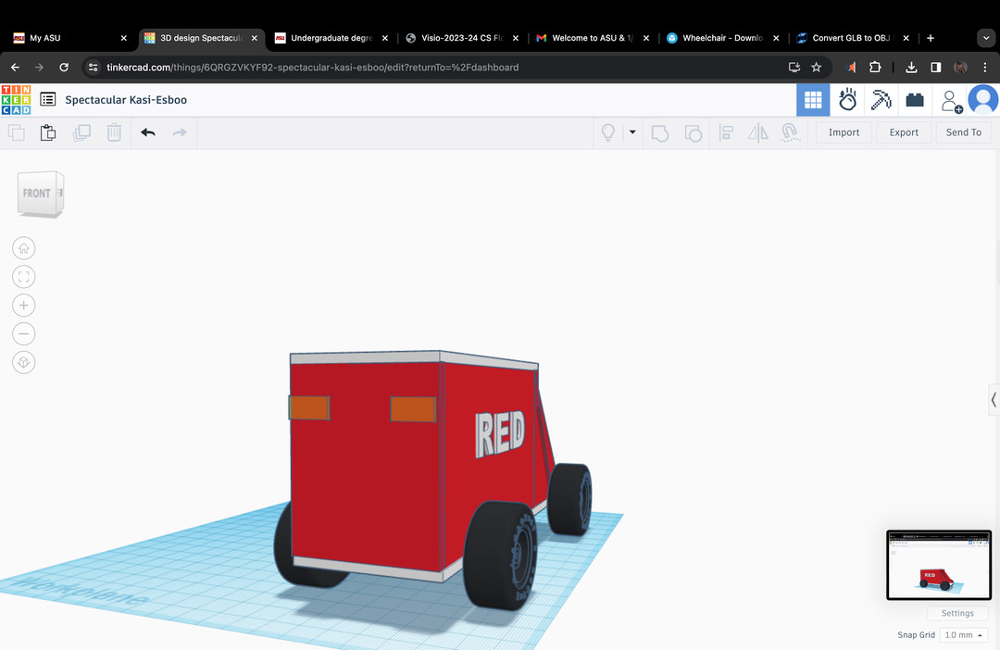 My ASU
3D design Spectacula
Undergraduate degre
Visio-2023-24 CS Flo
Welcome to ASU & 1/
Wheelchair - Downlo
Convert GLB to OBJ
tinkercad.com/things/6QRGZVKYF92-spectacular-kasi-esboo/edit?returnTo=%2Fdashboard
TIN
KER
CAD
Spectacular Kasi-Esboo
Import
Export
Send To
FRONT
RED
Workplane
RED
Settings
Snap Grid 1.0 mm